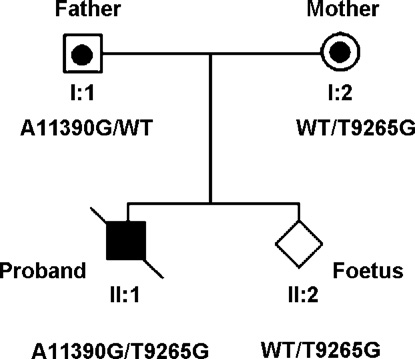 Father Mother
I:1 I:2
A11390G/WT WT/T9265G
Proband Foetus
II:1 II:2
A11390G/T9265G WT/T9265G